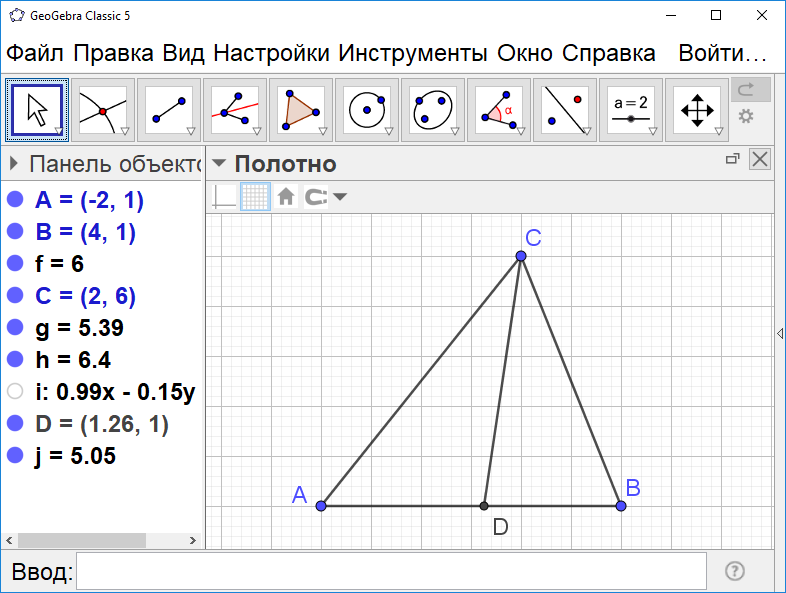 GeoGebra Classic 5
Файл Правка Вид Настройки Инструменты Окно Справка Войти…
α
a=2
Панель объекто
Полотно
A = (-2, 1)
B = (4, 1)
f = 6
C = (2, 6)
g = 5.39
h = 6.4
i: 0.99x - 0.15y
D = (1.26, 1)
j = 5.05
C
A
B
D
Ввод:
?